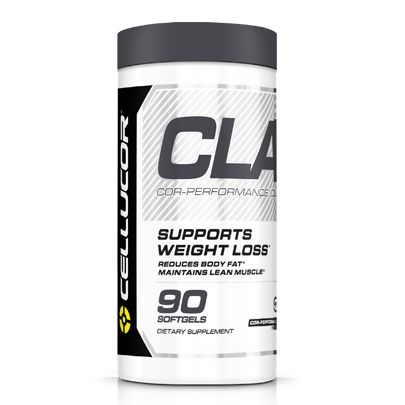 CELLUCOR
CLA
COR-PERFORMANCE
SUPPORTS
WEIGHT LOSS*
REDUCES BODY FAT*
MAINTAINS LEAN MUSCLE*
90
SOFTGELS
DIETARY SUPPLEMENT